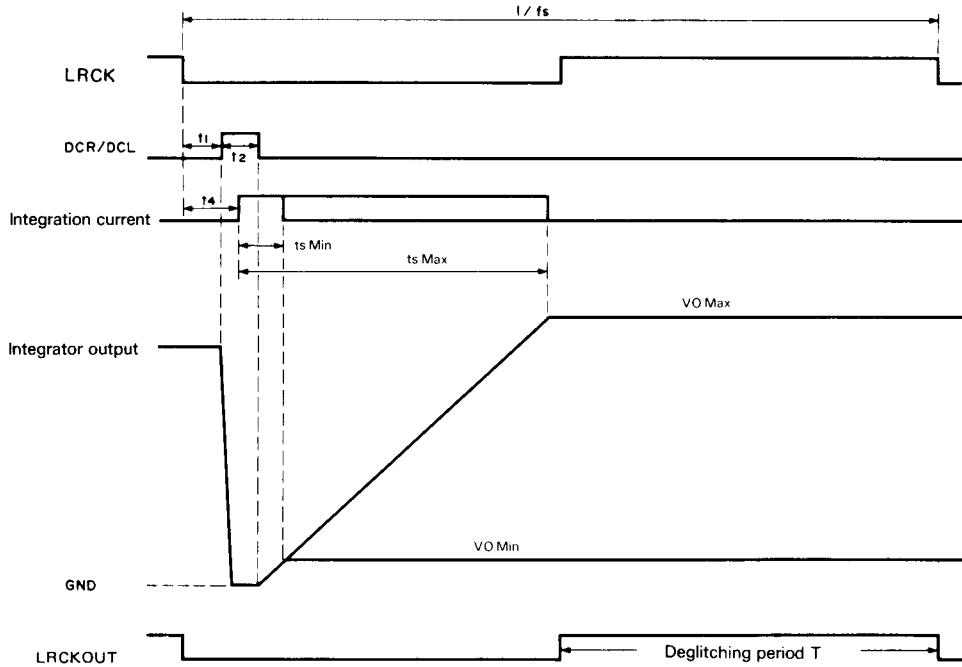 1 / fs
LRCK
DCR/DCL
t1
t2
t4
Integration current
ts Min
ts Max
VO Max
Integrator output
VO Min
GND
LRCKOUT
Deglitching period T